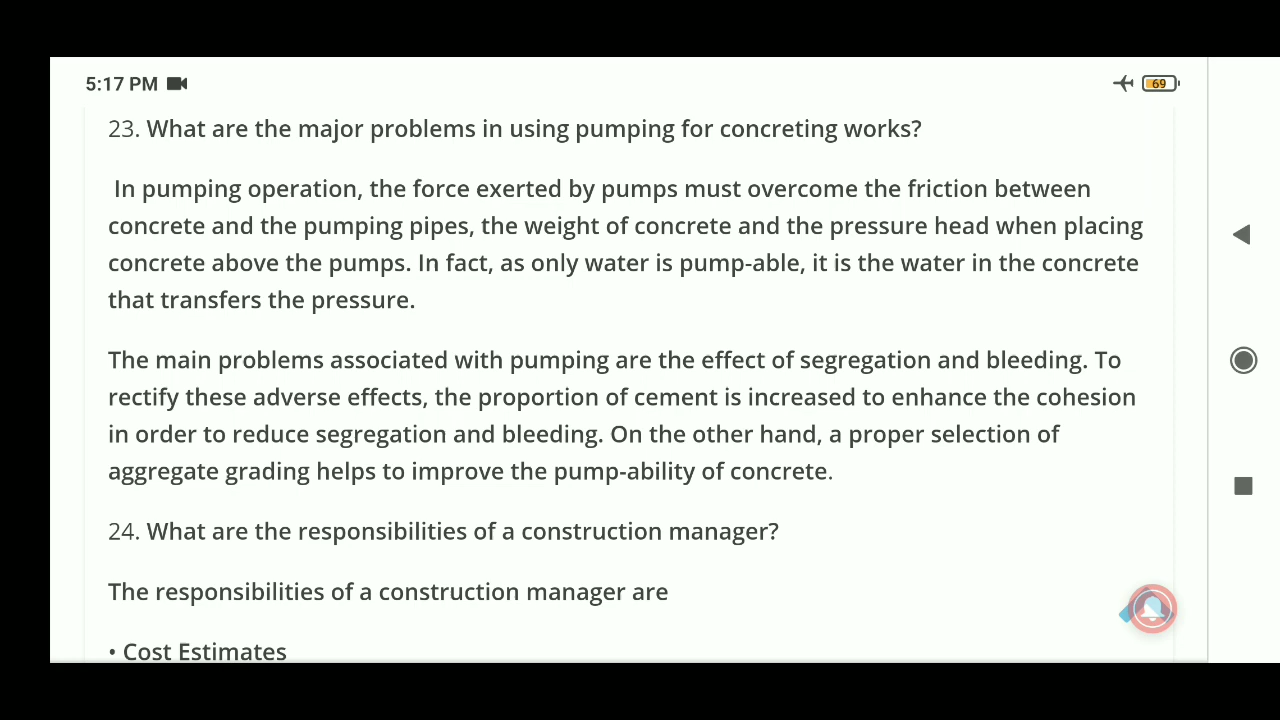 5:17 PM
69
23. What are the major problems in using pumping for concreting works?
In pumping operation, the force exerted by pumps must overcome the friction between
concrete and the pumping pipes, the weight of concrete and the pressure head when placing
concrete above the pumps. In fact, as only water is pump-able, it is the water in the concrete
that transfers the pressure.
The main problems associated with pumping are the effect of segregation and bleeding. To
rectify these adverse effects, the proportion of cement is increased to enhance the cohesion
in order to reduce segregation and bleeding. On the other hand, a proper selection of
aggregate grading helps to improve the pump-ability of concrete.
24. What are the responsibilities of a construction manager?
The responsibilities of a construction manager are
• Cost Estimates